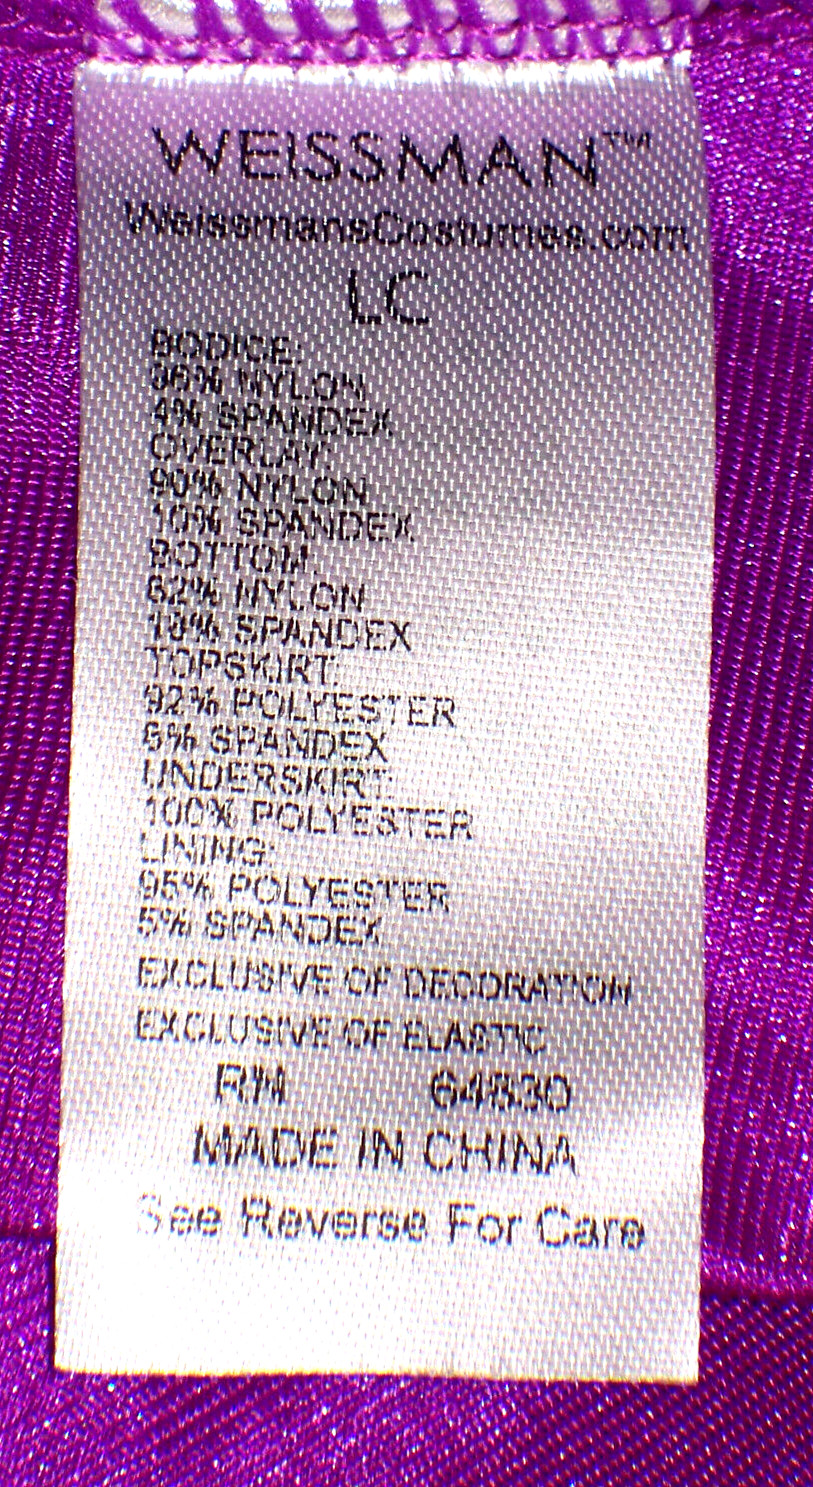 WEISSMAN™
WeissmansCostumes.com
LC
BODICE:
96% NYLON
4% SPANDEX
OVERLAY:
90% NYLON
10% SPANDEX
BOTTOM:
82% NYLON
18% SPANDEX
TOPSKIRT:
92% POLYESTER
8% SPANDEX
UNDERSKIRT:
100% POLYESTER
LINING:
95% POLYESTER
5% SPANDEX
EXCLUSIVE OF DECORATION
EXCLUSIVE OF ELASTIC
RN 64830
MADE IN CHINA
See Reverse For Care